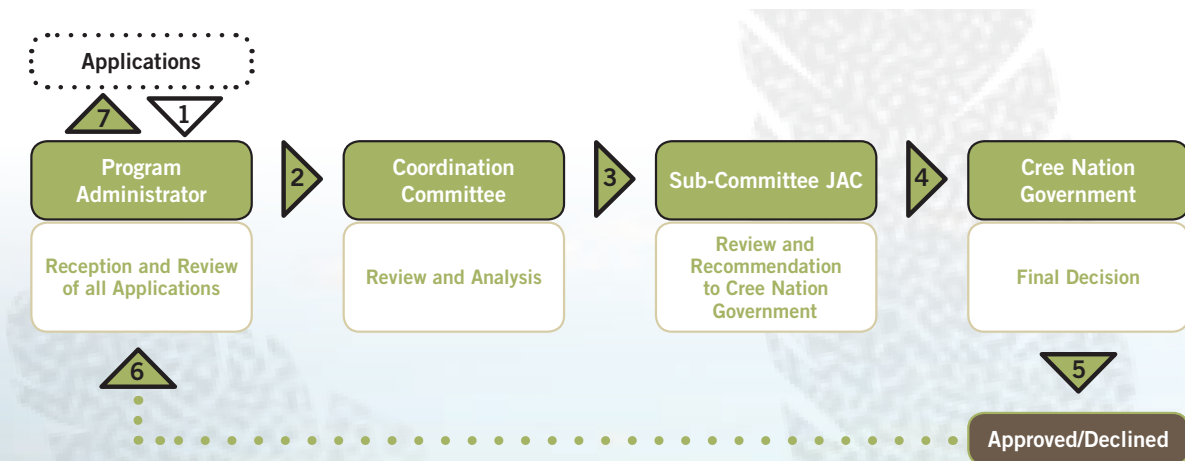 Applications
7
1
Program
Administrator
2
Coordination
Committee
3
Sub-Committee JAC
4
Cree Nation
Government
Reception and Review
of all Applications
Review and Analysis
Review and
Recommendation
to Cree Nation
Government
Final Decision
6
5
Approved/Declined